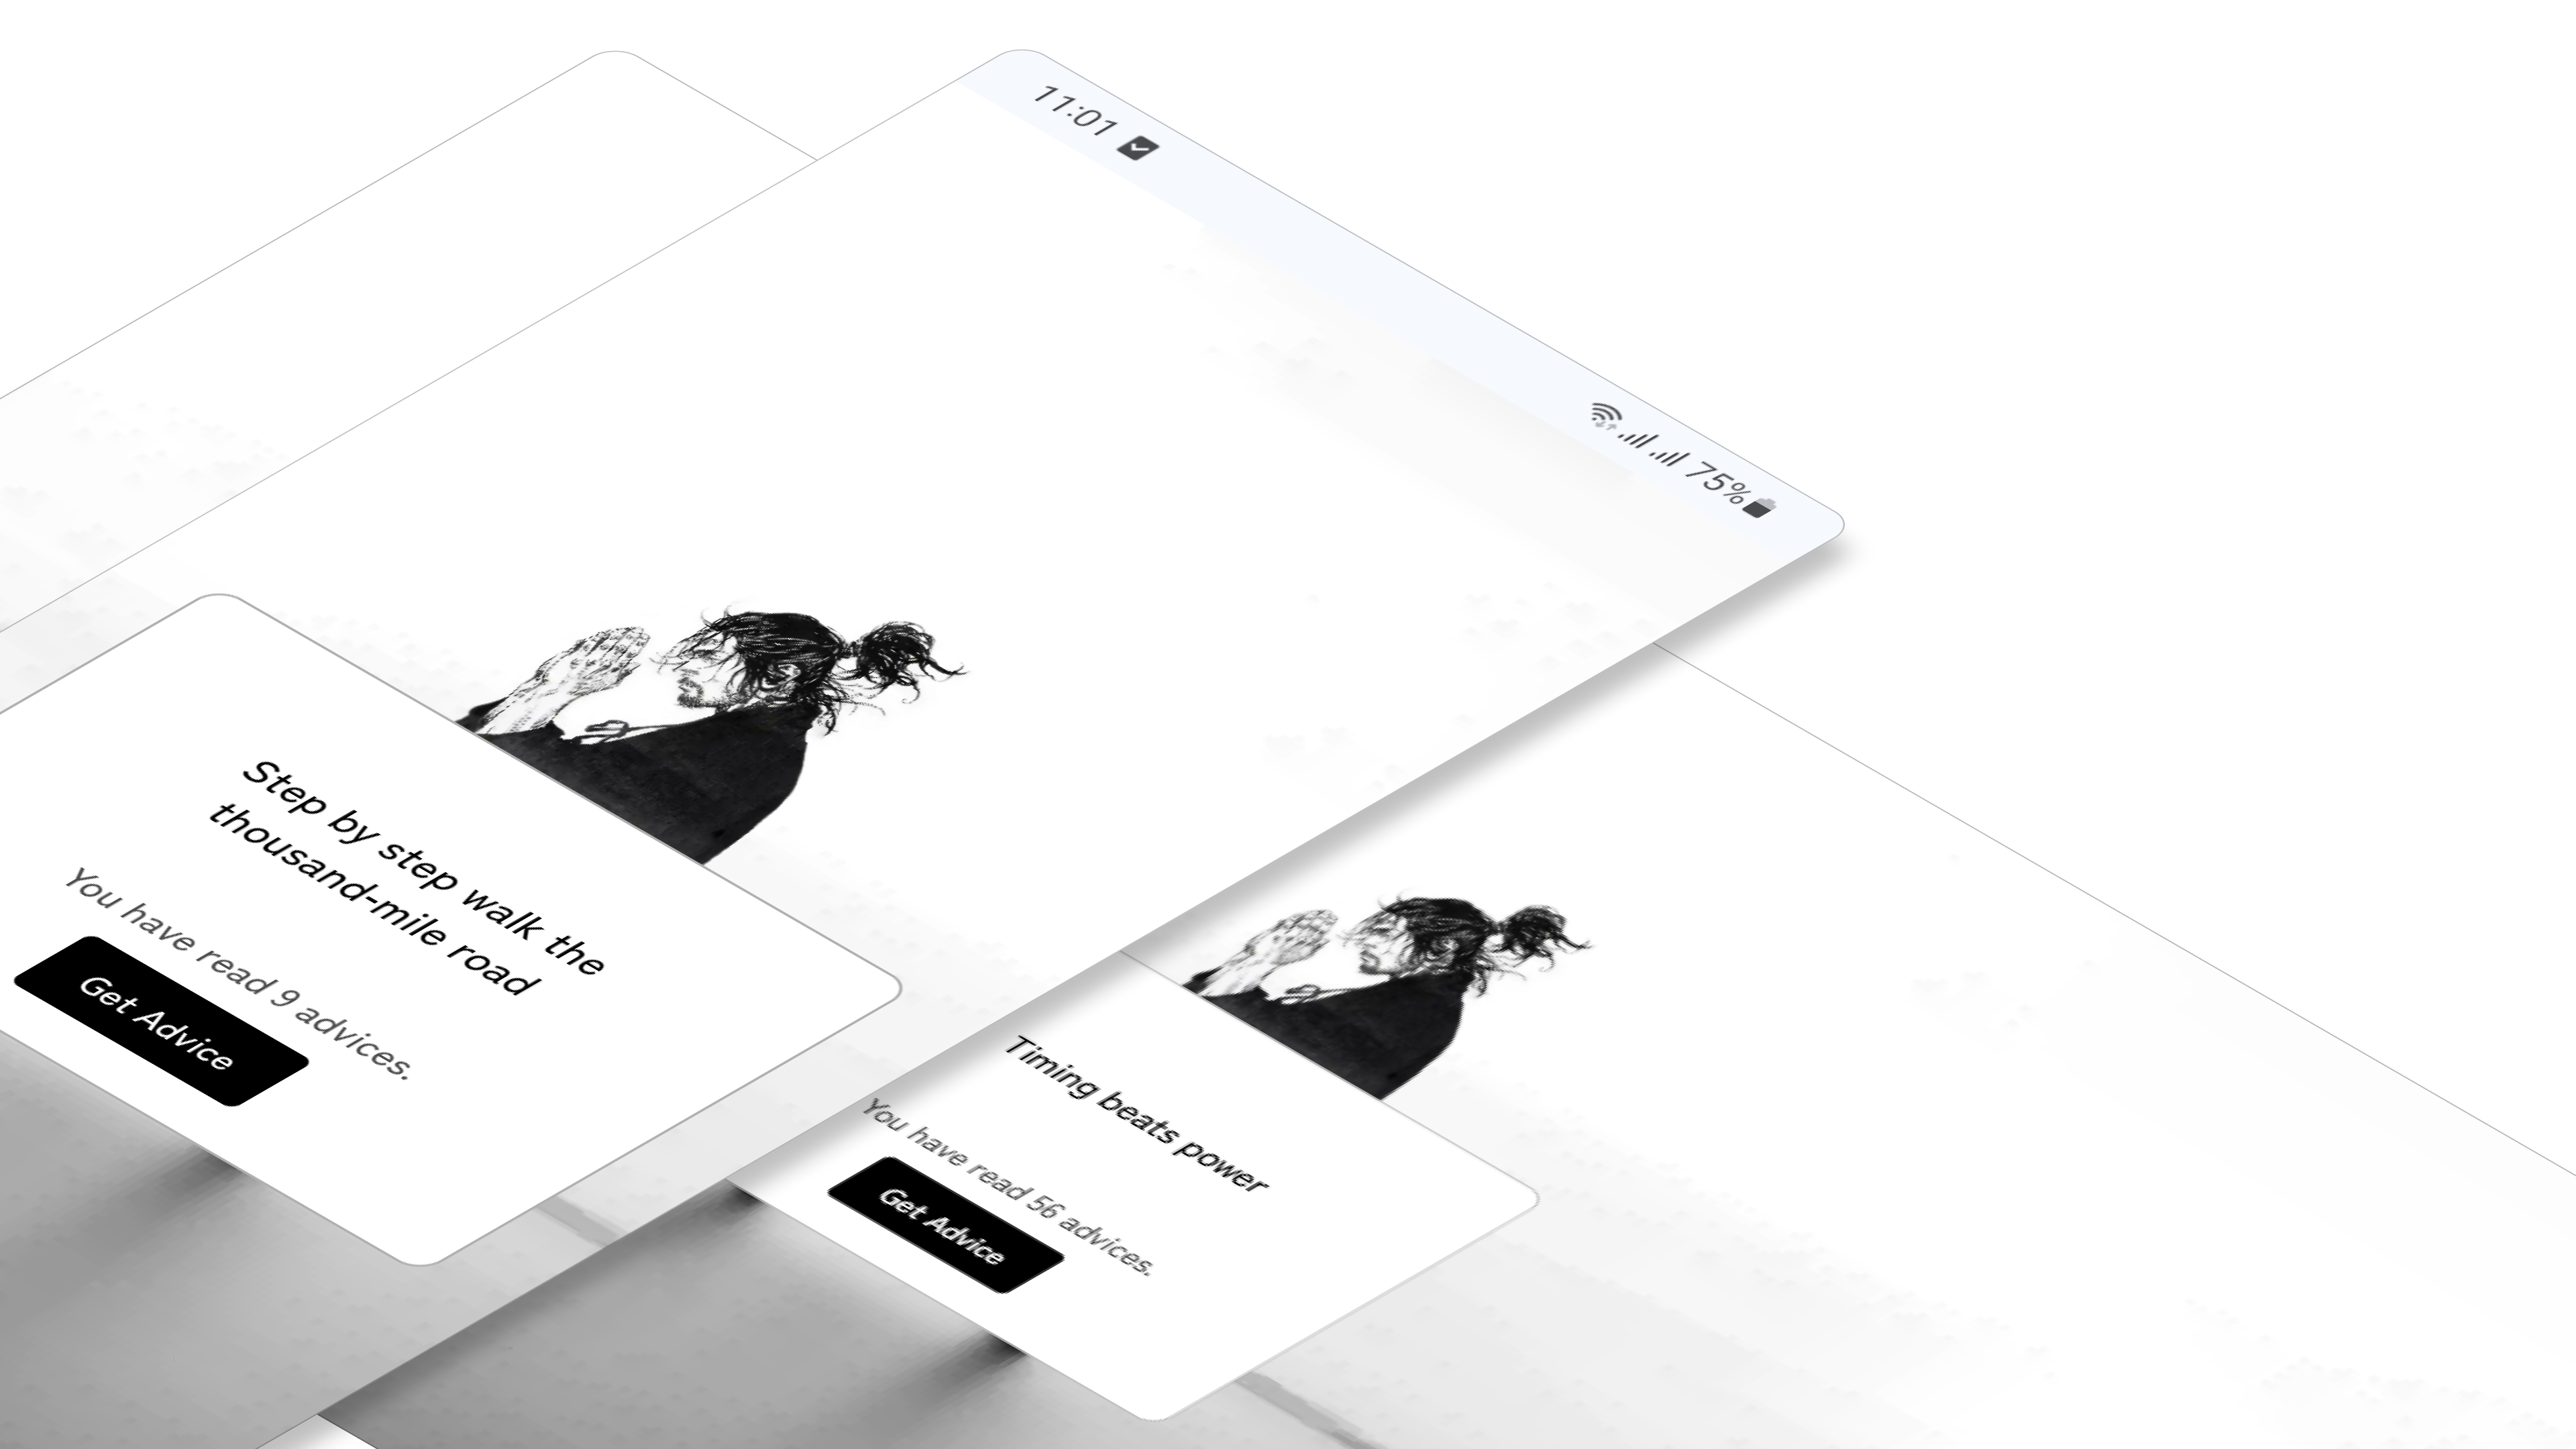 11:01
75%
Step by step walk the
thousand-mile road
You have read 9 advices.
Get Advice
Timing beats power
You have read 56 advices.
Get Advice